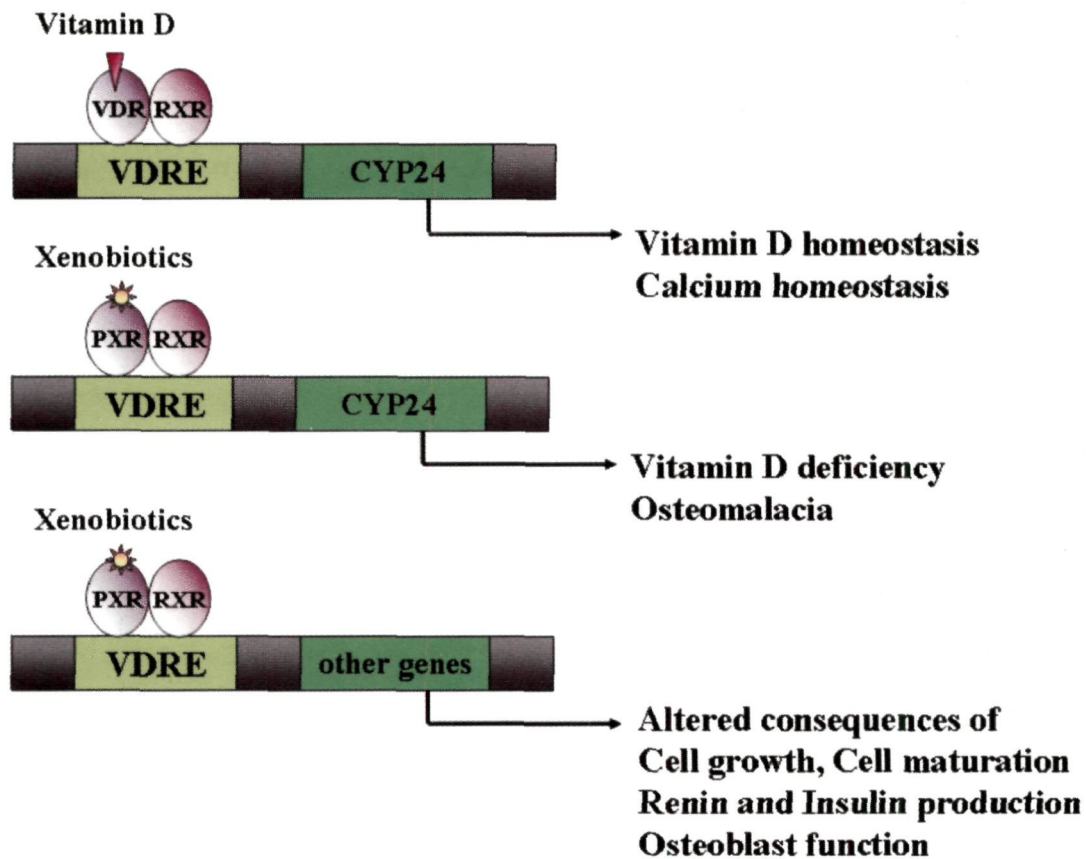 Vitamin D
VDR RXR
VDRE CYP24
Vitamin D homeostasis
Calcium homeostasis
Xenobiotics
PXR RXR
VDRE CYP24
Vitamin D deficiency
Osteomalacia
Xenobiotics
PXR RXR
VDRE other genes
Altered consequences of
Cell growth, Cell maturation
Renin and Insulin production
Osteoblast function